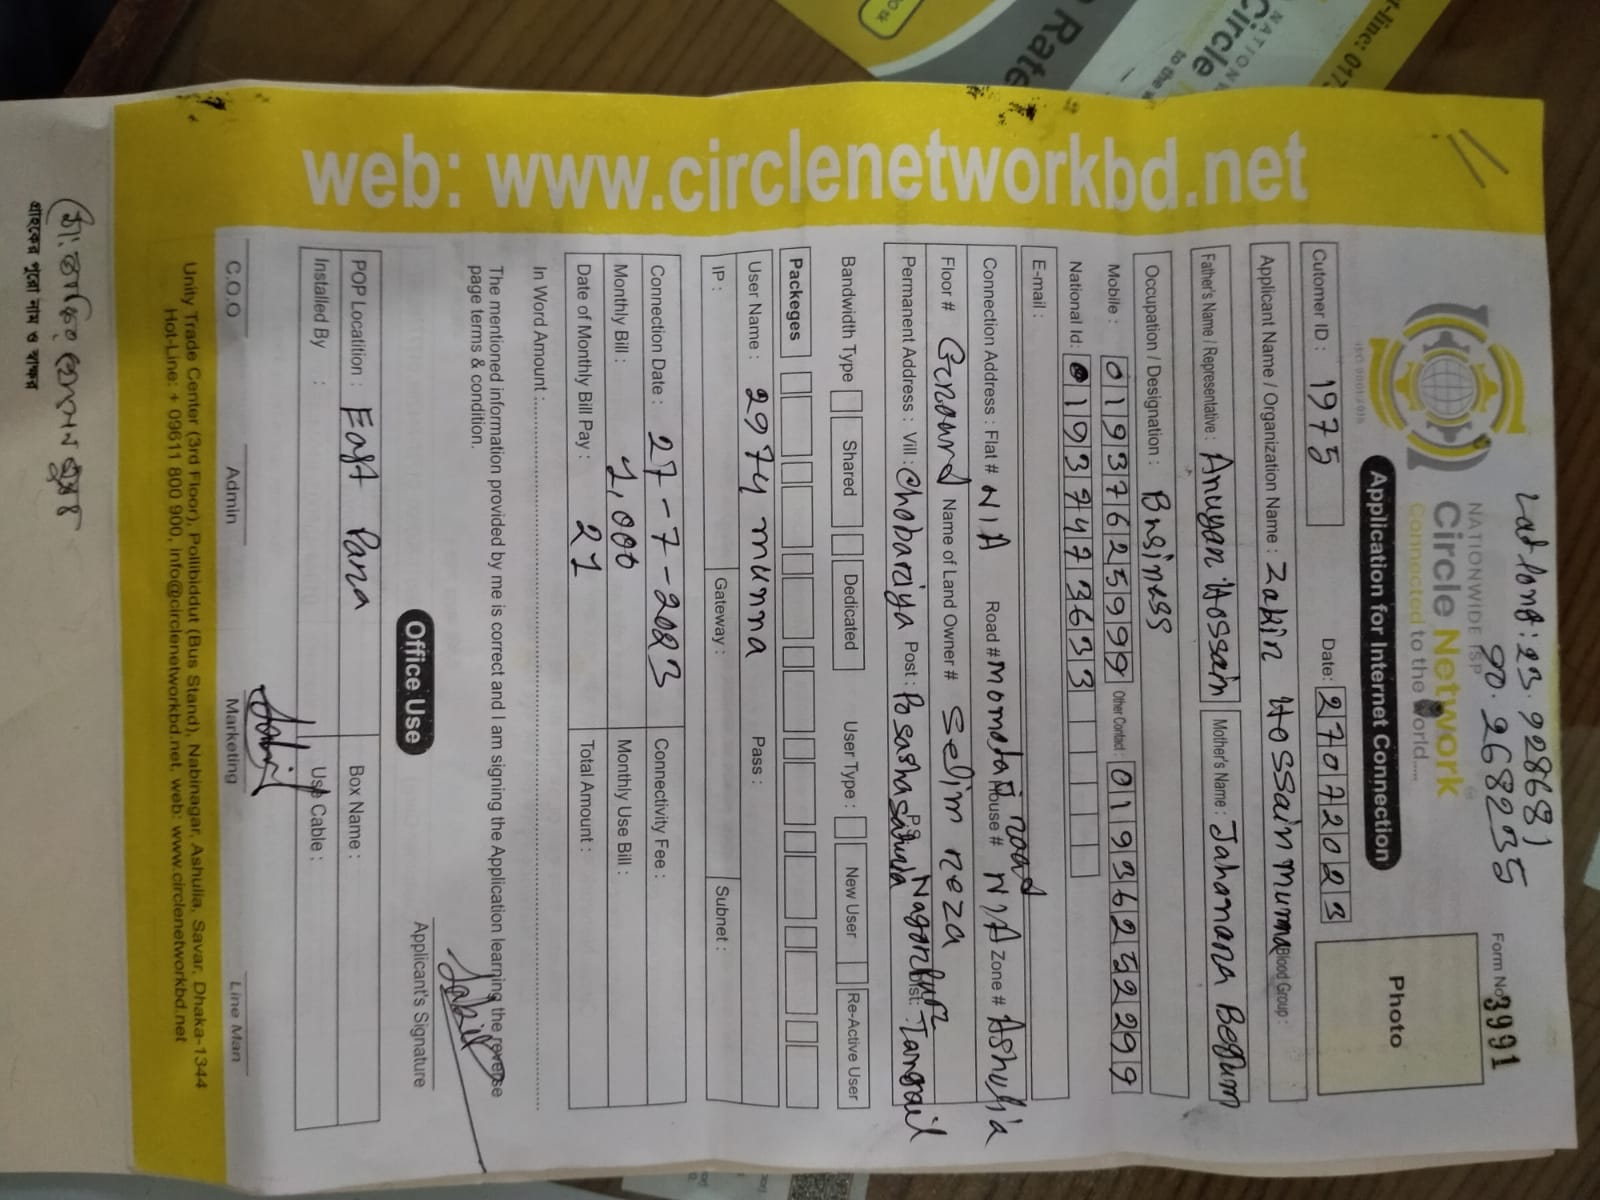 Lat long: 23.928681
90.268235
Form No 3991
NATIONWIDE ISP
Circle Network
Connected to the World.....
ISO 9001:2015
Application for Internet Connection
Photo
Cutomer ID : 1975 Date: 27072023
Applicant Name / Organization Name : Zakir Hossain munna Blood Group :
Father's Name / Representative : Anuyar Hossain Mother's Name : Jahanara Begum
Occupation / Designation : Business
Mobile : 01937625999 Other Contact : 01936252299
National Id: 1937473633
E-mail :
Connection Address : Flat # N/A Road # momotaj road House # N/A Zone # Ashulia
Floor # Ground Name of Land Owner # Selim reza
Permanent Address : Vill : Chobariya Post : P.S Nagorpur Dist: Tangail
Bandwidth Type Shared Dedicated User Type : New User Re-Active User
Packeges
User Name : 2974 munna Pass :
IP : Gateway : Subnet :
Connection Date : 27-7-2023 Connectivity Fee :
Monthly Bill : 1,000 Monthly Use Bill :
Date of Monthly Bill Pay : 27 Total Amount :
In Word Amount :
The mentioned information provided by me is correct and I am signing the Application learning the reverse
page terms & condition.
Applicant's Signature
Office Use
POP Locatition : East Para Box Name :
Installed By : Use Cable :
C.O.O Admin Marketing Line Man
Unity Trade Center (3rd Floor), Pollibiddut (Bus Stand), Nabinagar, Ashulia, Savar, Dhaka-1344
Hot-Line: + 09611 800 900, info@circlenetworkbd.net, web: www.circlenetworkbd.net
web: www.circlenetworkbd.net
গ্রাহকের পুরো নাম ও স্বাক্ষর
Rate
Circle
to the